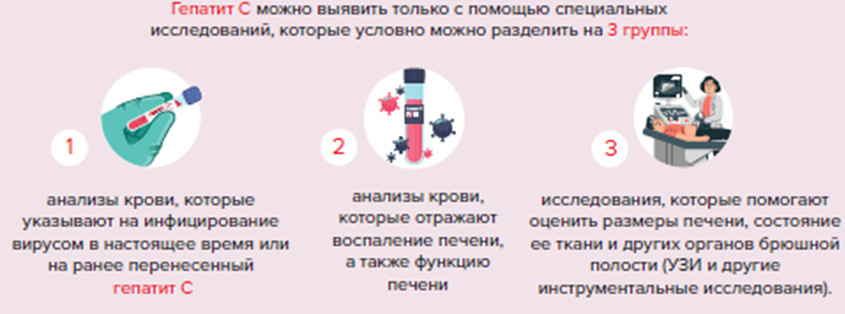 Гепатит С можно выявить только с помощью специальных
исследований, которые условно можно разделить на 3 группы:
1
анализы крови, которые
указывают на инфицирование
вирусом в настоящее время или
на ранее перенесенный
гепатит С
2
анализы крови,
которые отражают
воспаление печени,
а также функцию
печени
3
исследования, которые помогают
оценить размеры печени, состояние
ее ткани и других органов брюшной
полости (УЗИ и другие
инструментальные исследования).